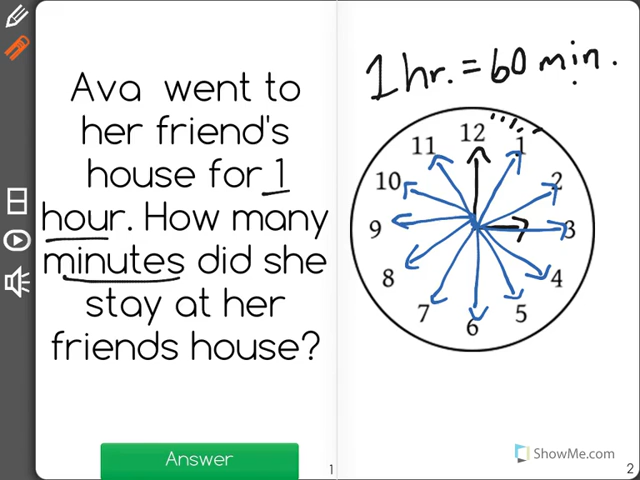 Ava went to
her friend's
house for 1
hour. How many
minutes did she
stay at her
friends house?
Answer
1
1 hr. = 60 min.
12
11
1
10
2
9
3
8
4
7
5
6
ShowMe.com
2